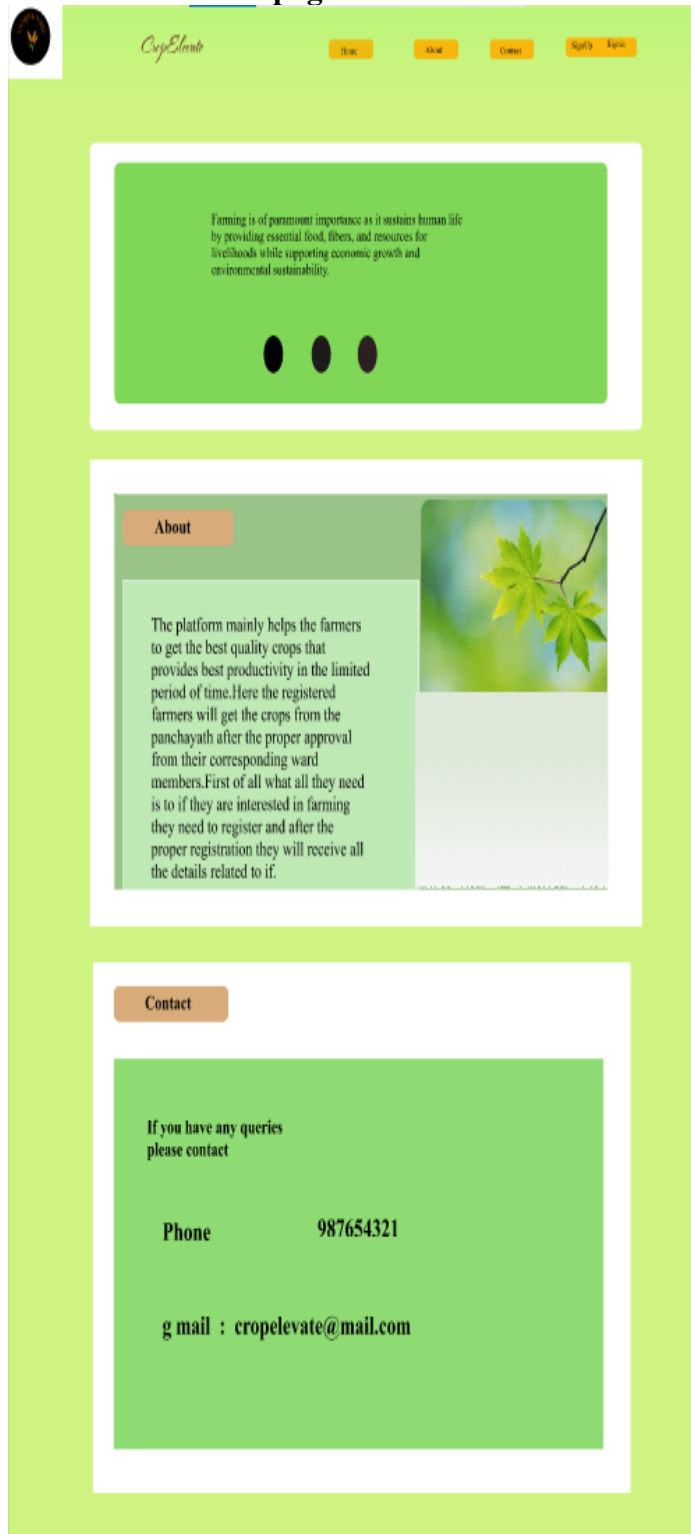 CropElevate
Home
About
Contact
SignUp Signin
Farming is of paramount importance as it sustains human life
by providing essential food, fibers, and resources for
livelihoods while supporting economic growth and
environmental sustainability.
About
The platform mainly helps the farmers
to get the best quality crops that
provides best productivity in the limited
period of time.Here the registered
farmers will get the crops from the
panchayath after the proper approval
from their corresponding ward
members.First of all what all they need
is to if they are interested in farming
they need to register and after the
proper registration they will receive all
the details related to if.
Contact
If you have any queries
please contact
Phone 987654321
g mail : cropelevate@mail.com